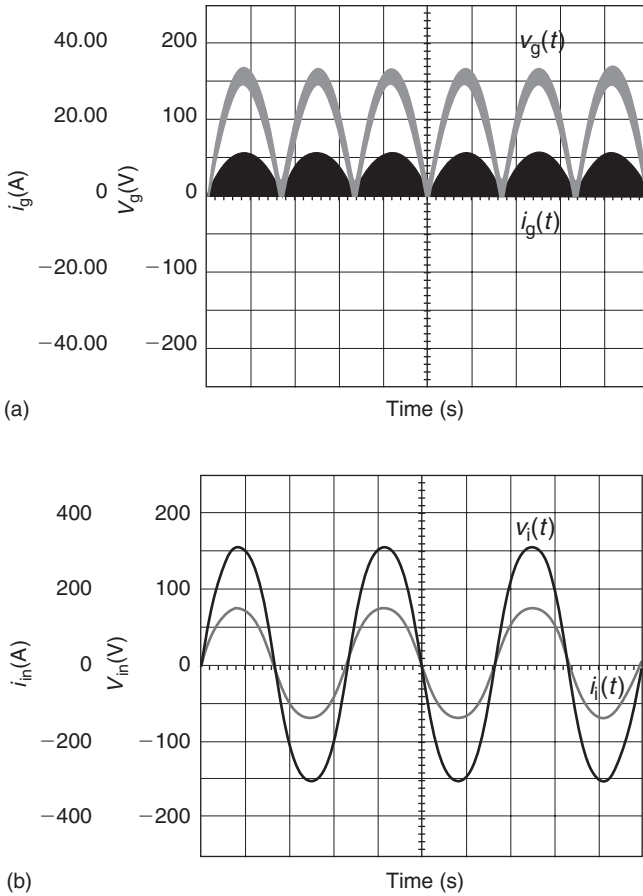 40.00 200
v_g(t)
20.00 100
i_g(A) V_g(V)
0 0
i_g(t)
−20.00 −100
−40.00 −200
(a) Time (s)
400 200
v_i(t)
200 100
i_in(A) V_in(V)
0 0
i_i(t)
−200 −100
−400 −200
(b) Time (s)